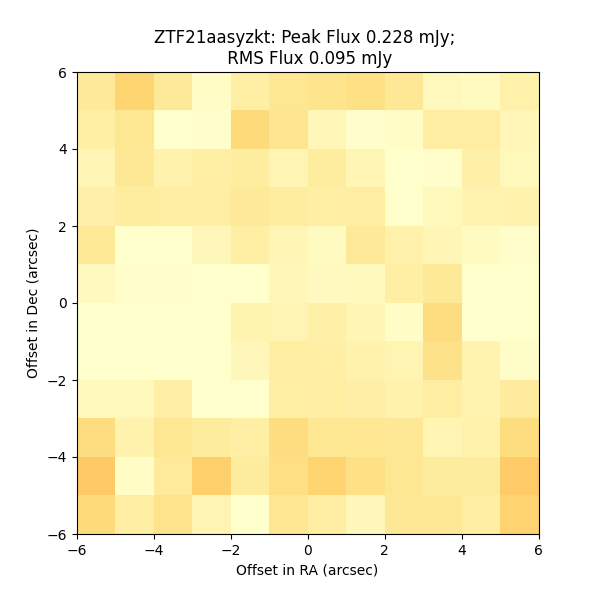 ZTF21aasyzkt: Peak Flux 0.228 mJy;
RMS Flux 0.095 mJy
6
4
2
0
−2
−4
−6
Offset in Dec (arcsec)
−6 −4 −2 0 2 4 6
Offset in RA (arcsec)